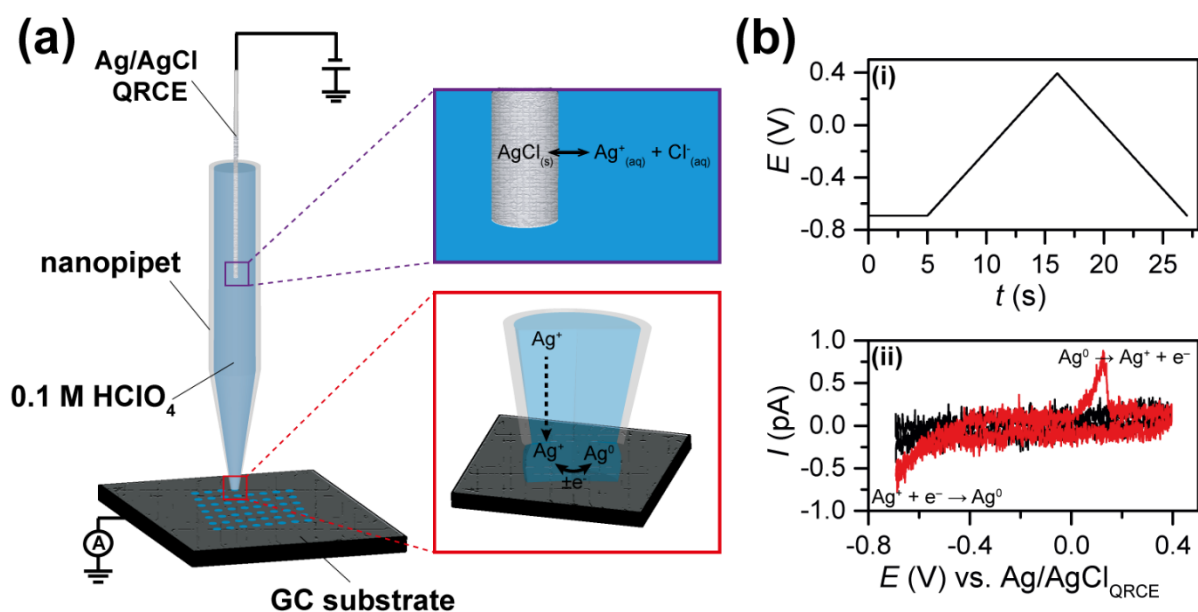 (a)
Ag/AgCl
QRCE
nanopipet
0.1 M HClO₄
GC substrate
A
AgCl(s) ↔ Ag⁺(aq) + Cl⁻(aq)
Ag⁺
Ag⁺ Ag⁰
±e⁻
(b)
(i)
E (V)
0.4
0.0
-0.4
-0.8
0 5 10 15 20 25
t (s)
(ii)
Ag⁰ → Ag⁺ + e⁻
I (pA)
1.0
0.5
0.0
-0.5
-1.0
Ag⁺ + e⁻ → Ag⁰
-0.8 -0.4 0.0 0.4
E (V) vs. Ag/AgCl QRCE